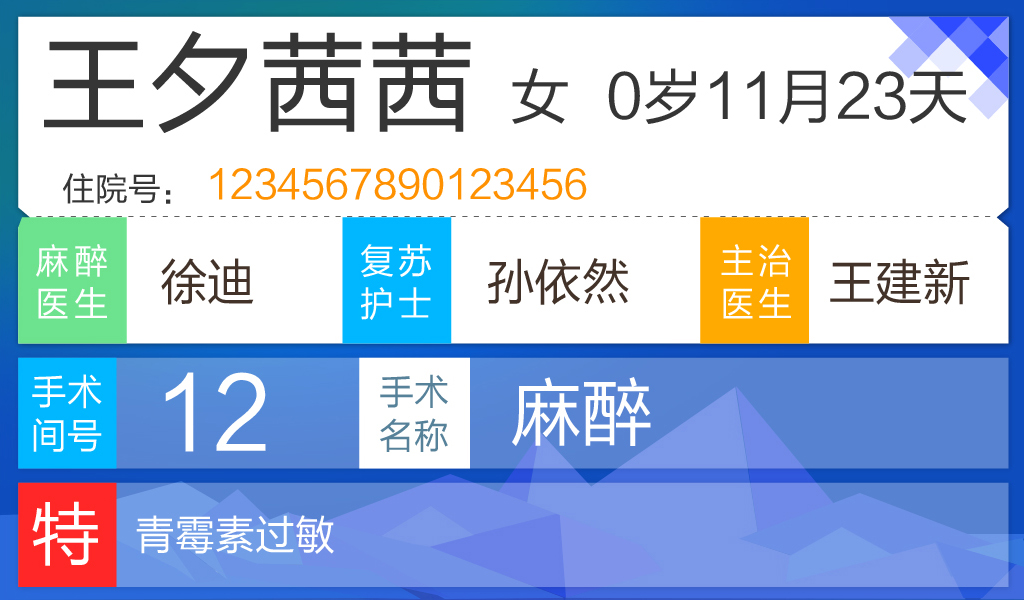 王夕茜茜 女 0岁11月23天
住院号： 1234567890123456
麻醉
医生
徐迪
复苏
护士
孙依然
主治
医生
王建新
手术
间号
12
手术
名称
麻醉
特
青霉素过敏